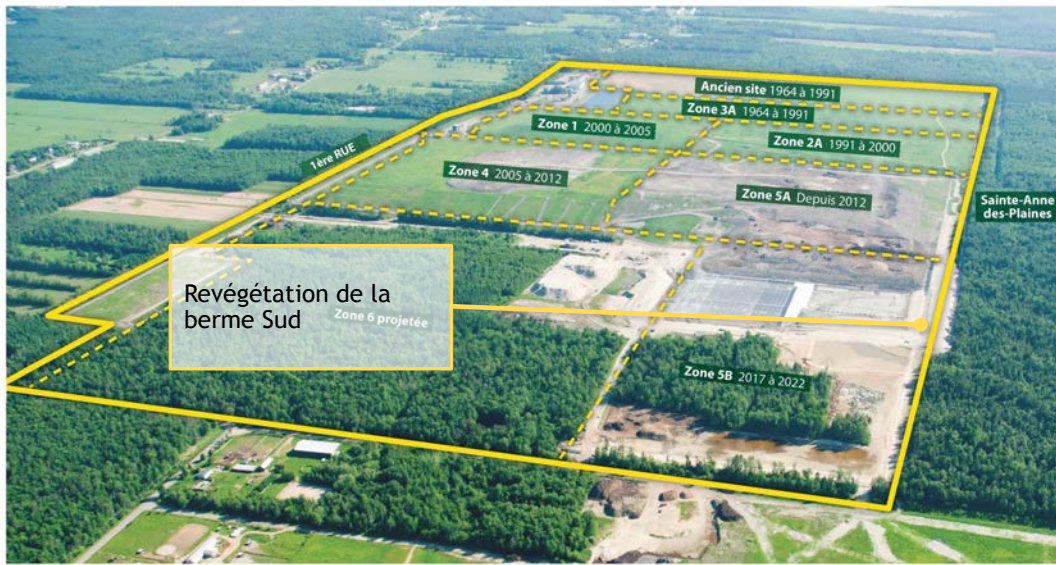 Ancien site 1964 à 1991
Zone 3A 1964 à 1991
Zone 1 2000 à 2005
Zone 2A 1991 à 2000
1ère RUE
Zone 4 2005 à 2012
Zone 5A Depuis 2012
Sainte-Anne
des-Plaines
Revégétation de la
berme Sud
Zone 6 projetée
Zone 5B 2017 à 2022